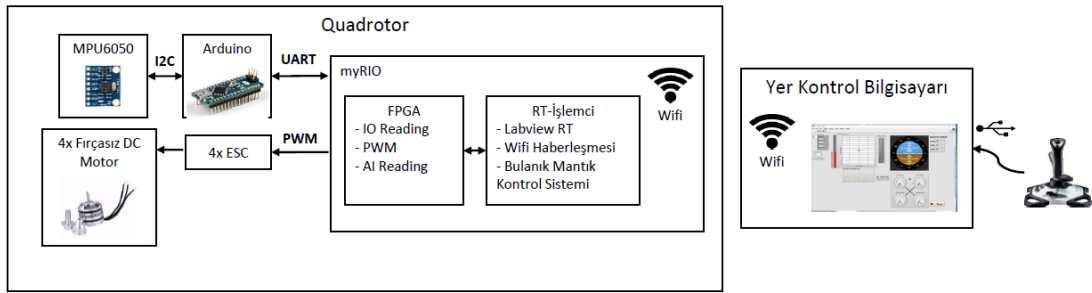 Quadrotor
MPU6050
I2C
Arduino
UART
myRIO
Wifi
FPGA
- IO Reading
- PWM
- AI Reading
RT-İşlemci
- Labview RT
- Wifi Haberleşmesi
- Bulanık Mantık
Kontrol Sistemi
4x Fırçasız DC
Motor
4x ESC
PWM
Yer Kontrol Bilgisayarı
Wifi